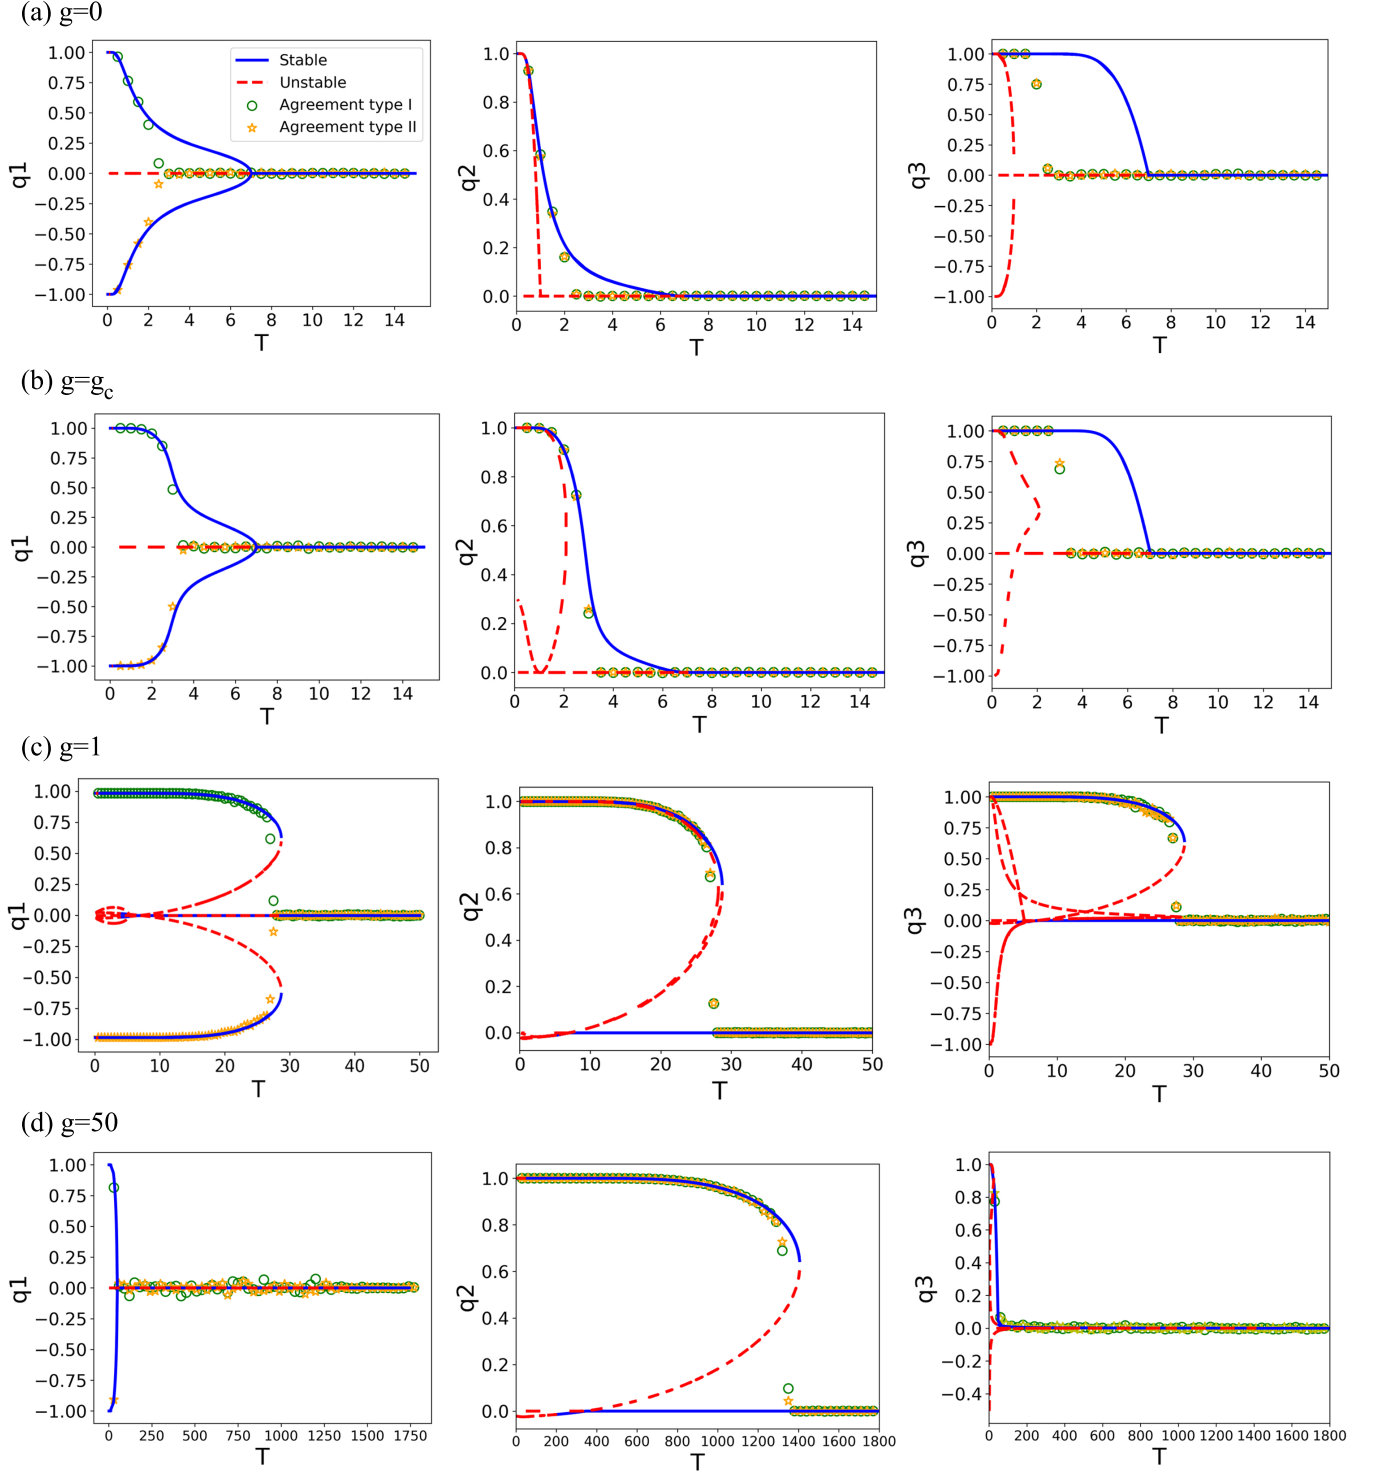 (a) g=0
1.00
0.75
0.50
0.25
0.00
−0.25
−0.50
−0.75
−1.00
q1
0 2 4 6 8 10 12 14
T
Stable
Unstable
Agreement type I
Agreement type II
1.0
0.8
0.6
0.4
0.2
0.0
q2
0 2 4 6 8 10 12 14
T
1.00
0.75
0.50
0.25
0.00
−0.25
−0.50
−0.75
−1.00
q3
0 2 4 6 8 10 12 14
T
(b) g=gc
1.00
0.75
0.50
0.25
0.00
−0.25
−0.50
−0.75
−1.00
q1
0 2 4 6 8 10 12 14
T
1.0
0.8
0.6
0.4
0.2
0.0
q2
0 2 4 6 8 10 12 14
T
1.00
0.75
0.50
0.25
0.00
−0.25
−0.50
−0.75
−1.00
q3
0 2 4 6 8 10 12 14
T
(c) g=1
1.00
0.75
0.50
0.25
0.00
−0.25
−0.50
−0.75
−1.00
q1
0 10 20 30 40 50
T
1.0
0.8
0.6
0.4
0.2
0.0
q2
0 10 20 30 40 50
T
1.00
0.75
0.50
0.25
0.00
−0.25
−0.50
−0.75
−1.00
q3
0 10 20 30 40 50
T
(d) g=50
1.00
0.75
0.50
0.25
0.00
−0.25
−0.50
−0.75
−1.00
q1
0 250 500 750 1000 1250 1500 1750
T
1.0
0.8
0.6
0.4
0.2
0.0
q2
0 200 400 600 800 1000 1200 1400 1600 1800
T
1.0
0.8
0.6
0.4
0.2
0.0
−0.2
−0.4
q3
0 200 400 600 800 1000 1200 1400 1600 1800
T